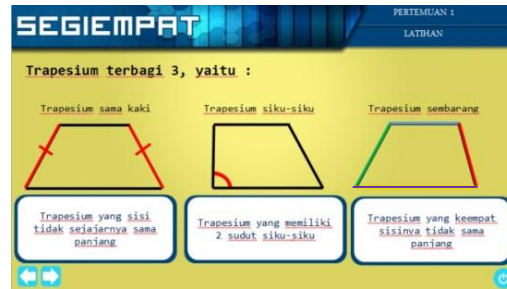 SEGIEMPAT
PERTEMUAN 1
LATIHAN
Trapesium terbagi 3, yaitu :
Trapesium sama kaki
Trapesium siku-siku
Trapesium sembarang
Trapesium yang sisi
tidak sejajarnya sama
panjang
Trapesium yang memiliki
2 sudut siku-siku
Trapesium yang keempat
sisinya tidak sama
panjang